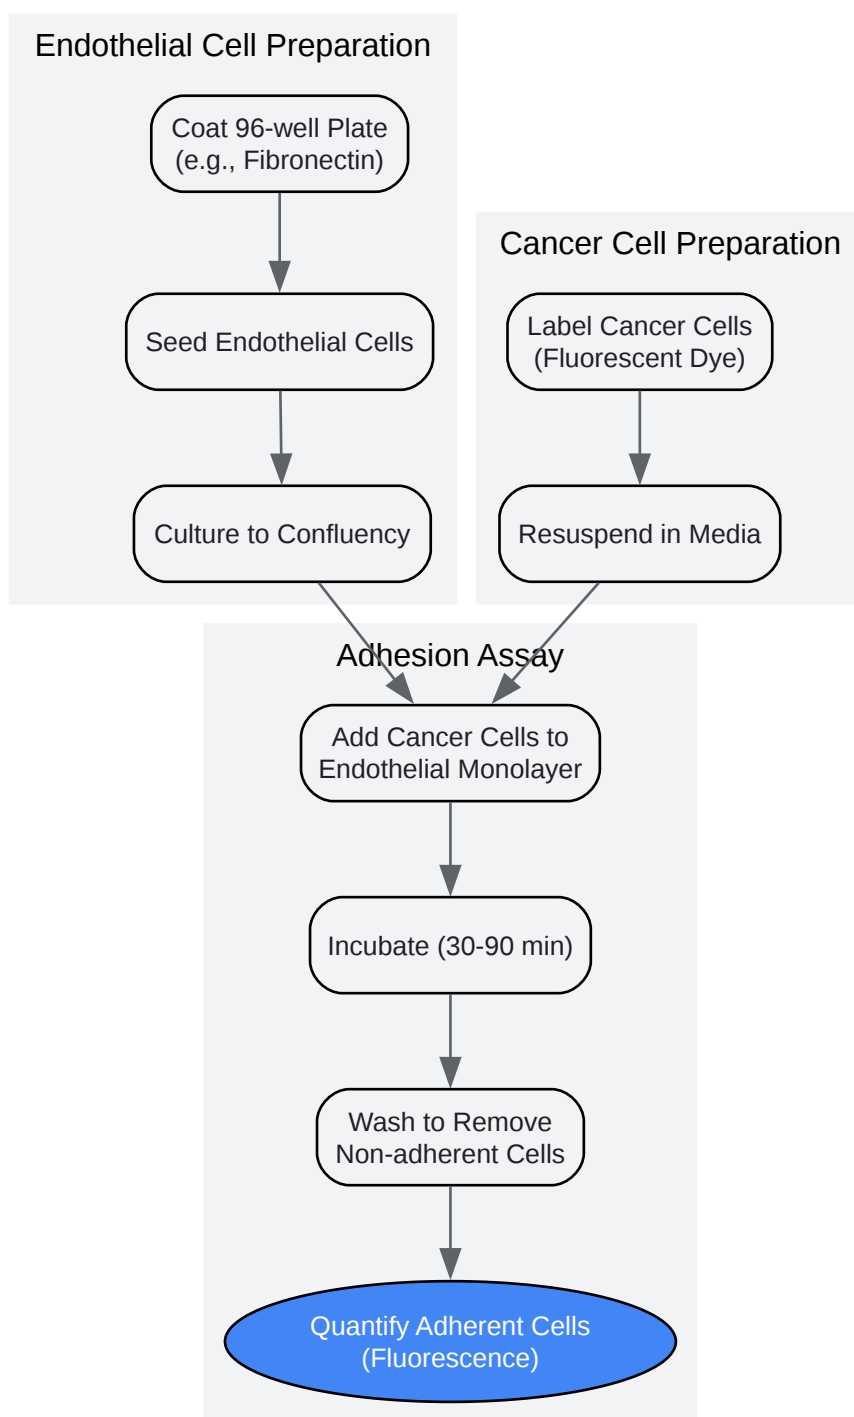 Endothelial Cell Preparation
Coat 96-well Plate
(e.g., Fibronectin)
Seed Endothelial Cells
Culture to Confluency
Cancer Cell Preparation
Label Cancer Cells
(Fluorescent Dye)
Resuspend in Media
Adhesion Assay
Add Cancer Cells to
Endothelial Monolayer
Incubate (30-90 min)
Wash to Remove
Non-adherent Cells
Quantify Adherent Cells
(Fluorescence)